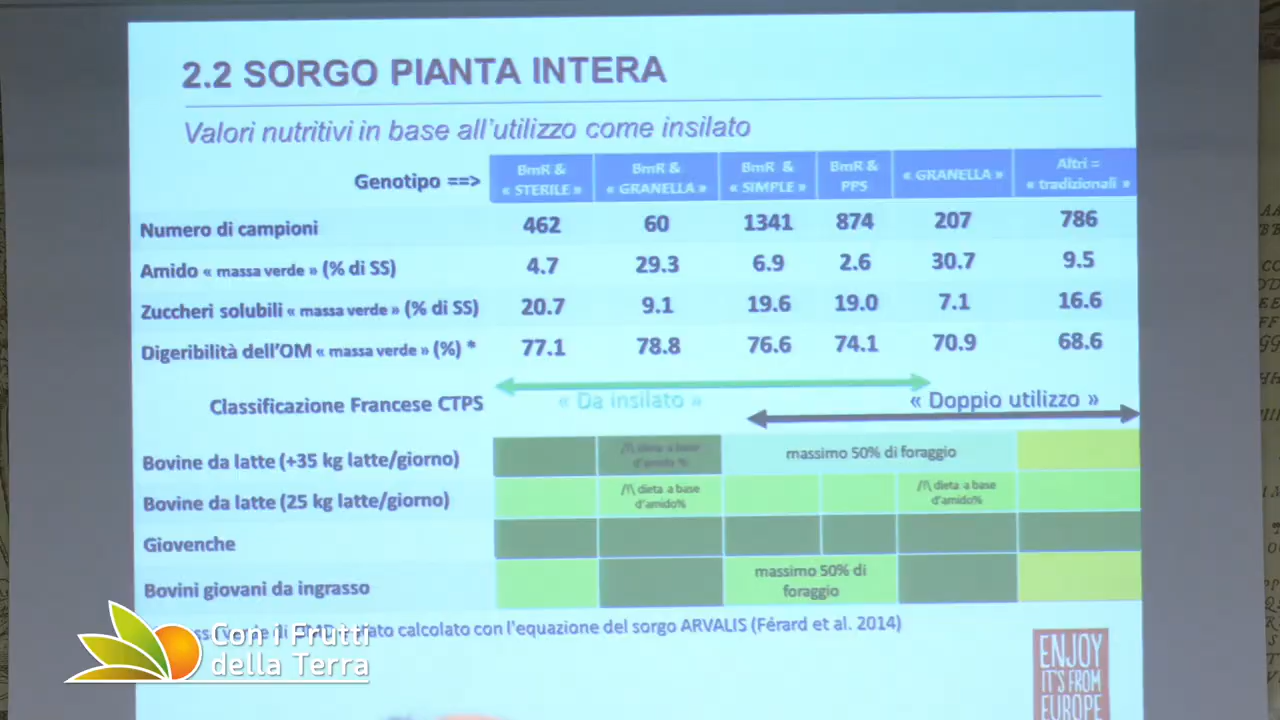 2.2 SORGO PIANTA INTERA
Valori nutritivi in base all'utilizzo come insilato
Genotipo ==> BmR & « STERILE » BmR & « GRANELLA » BmR & « SIMPLE » BmR & PPS « GRANELLA » Altri = « tradizionali »
Numero di campioni 462 60 1341 874 207 786
Amido « massa verde » (% di SS) 4.7 29.3 6.9 2.6 30.7 9.5
Zuccheri solubili « massa verde » (% di SS) 20.7 9.1 19.6 19.0 7.1 16.6
Digeribilità dell'OM « massa verde » (%) * 77.1 78.8 76.6 74.1 70.9 68.6
Classificazione Francese CTPS « Da insilato » « Doppio utilizzo »
Bovine da latte (+35 kg latte/giorno) /!\ dieta a base d'amido % massimo 50% di foraggio
Bovine da latte (25 kg latte/giorno) /!\ dieta a base d'amido% /!\ dieta a base d'amido%
Giovenche
Bovini giovani da ingrasso massimo 50% di foraggio
calcolato con l'equazione del sorgo ARVALIS (Férard et al. 2014)
Con i Frutti
della Terra
ENJOY
IT'S FROM
EUROPE